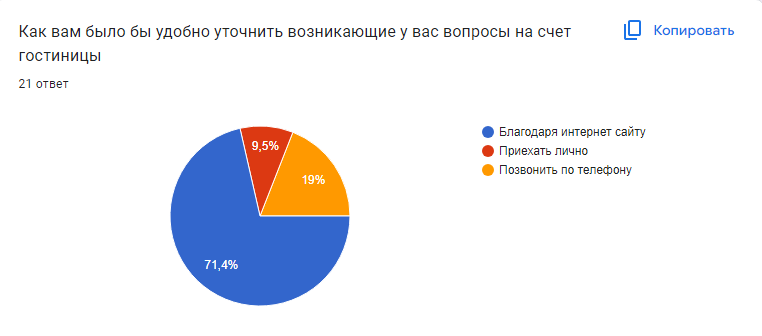 Как вам было бы удобно уточнить возникающие у вас вопросы на счет
гостиницы
Копировать
21 ответ
Благодаря интернет сайту
Приехать лично
Позвонить по телефону
9,5%
19%
71,4%